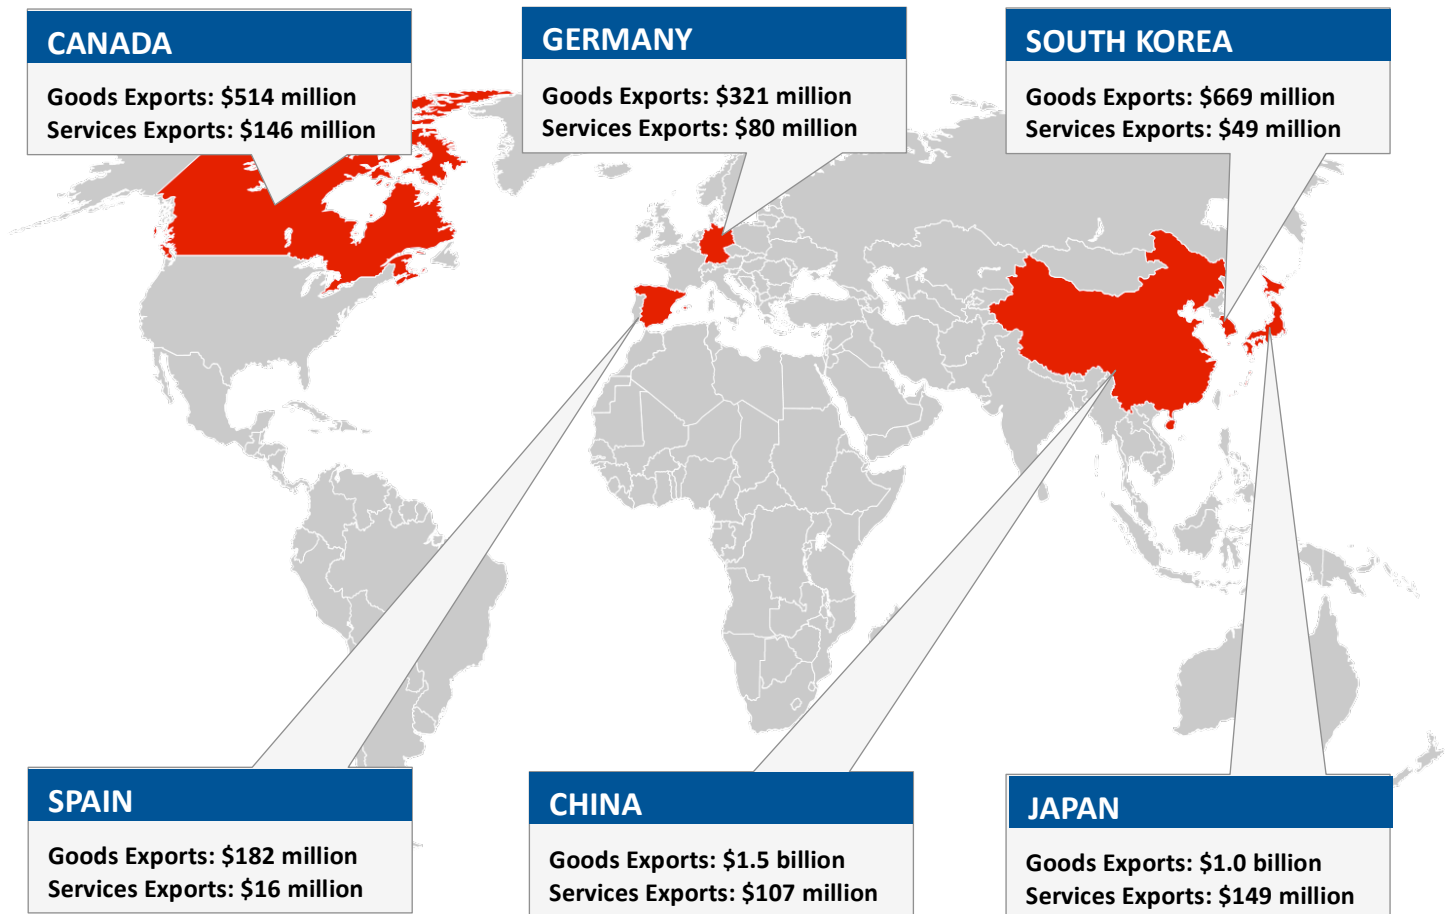 CANADA
Goods Exports: $514 million
Services Exports: $146 million
GERMANY
Goods Exports: $321 million
Services Exports: $80 million
SOUTH KOREA
Goods Exports: $669 million
Services Exports: $49 million
SPAIN
Goods Exports: $182 million
Services Exports: $16 million
CHINA
Goods Exports: $1.5 billion
Services Exports: $107 million
JAPAN
Goods Exports: $1.0 billion
Services Exports: $149 million